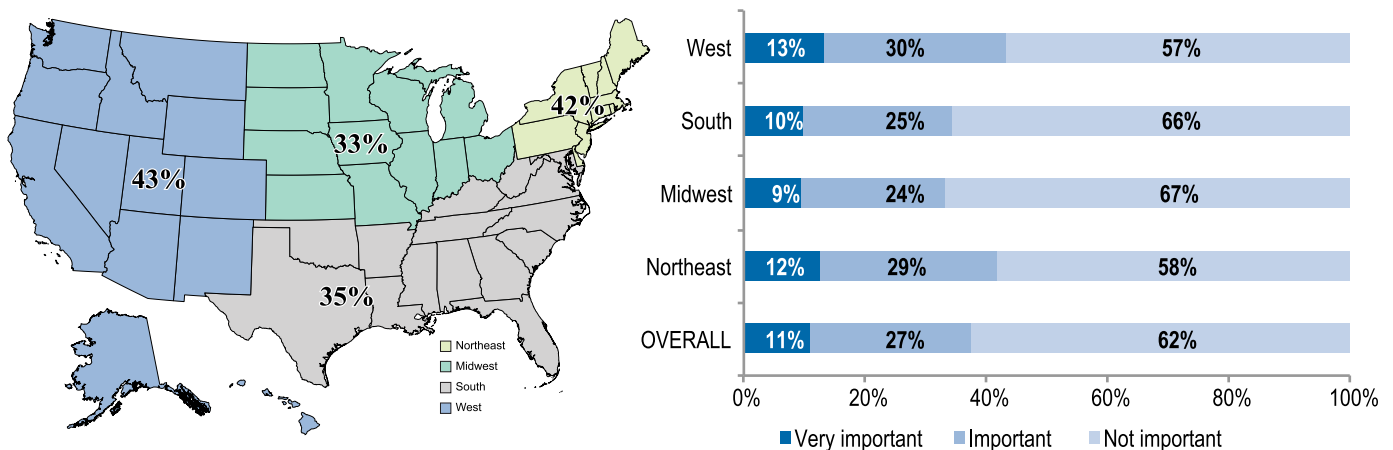 42%
33%
43%
35%
Northeast
Midwest
South
West
West 13% 30% 57%
South 10% 25% 66%
Midwest 9% 24% 67%
Northeast 12% 29% 58%
OVERALL 11% 27% 62%
0% 20% 40% 60% 80% 100%
Very important Important Not important